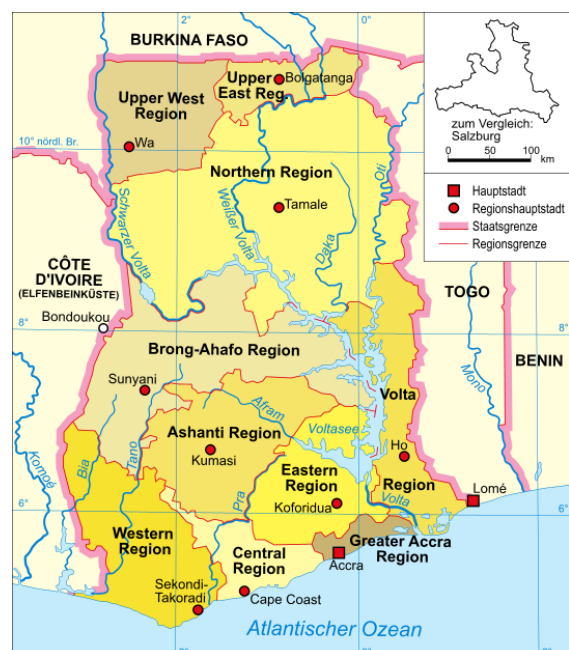 2°
0°
BURKINA FASO
Upper
East Reg.
Bolgatanga
Upper West
Region
10° nördl. Br.
Wa
zum Vergleich:
Salzburg
0
50
100
km
Northern Region
Oti
Schwarzer Volta
Weißer Volta
Tamale
Daka
Hauptstadt
Regionshauptstadt
Staatsgrenze
Regionsgrenze
CÔTE
D'IVOIRE
(ELFENBEINKÜSTE)
Bondoukou
TOGO
8°
8°
Brong-Ahafo Region
BENIN
Mono
Sunyani
Volta
Afram
Voltasee
Ashanti Region
Kumasi
Ho
Komoé
Bia
Tano
Pra
Eastern
Region
Koforidua
Region
Volta
Lomé
6°
6°
Western
Region
Greater Accra
Region
Accra
Central
Region
Sekondi-
Takoradi
Cape Coast
Atlantischer Ozean